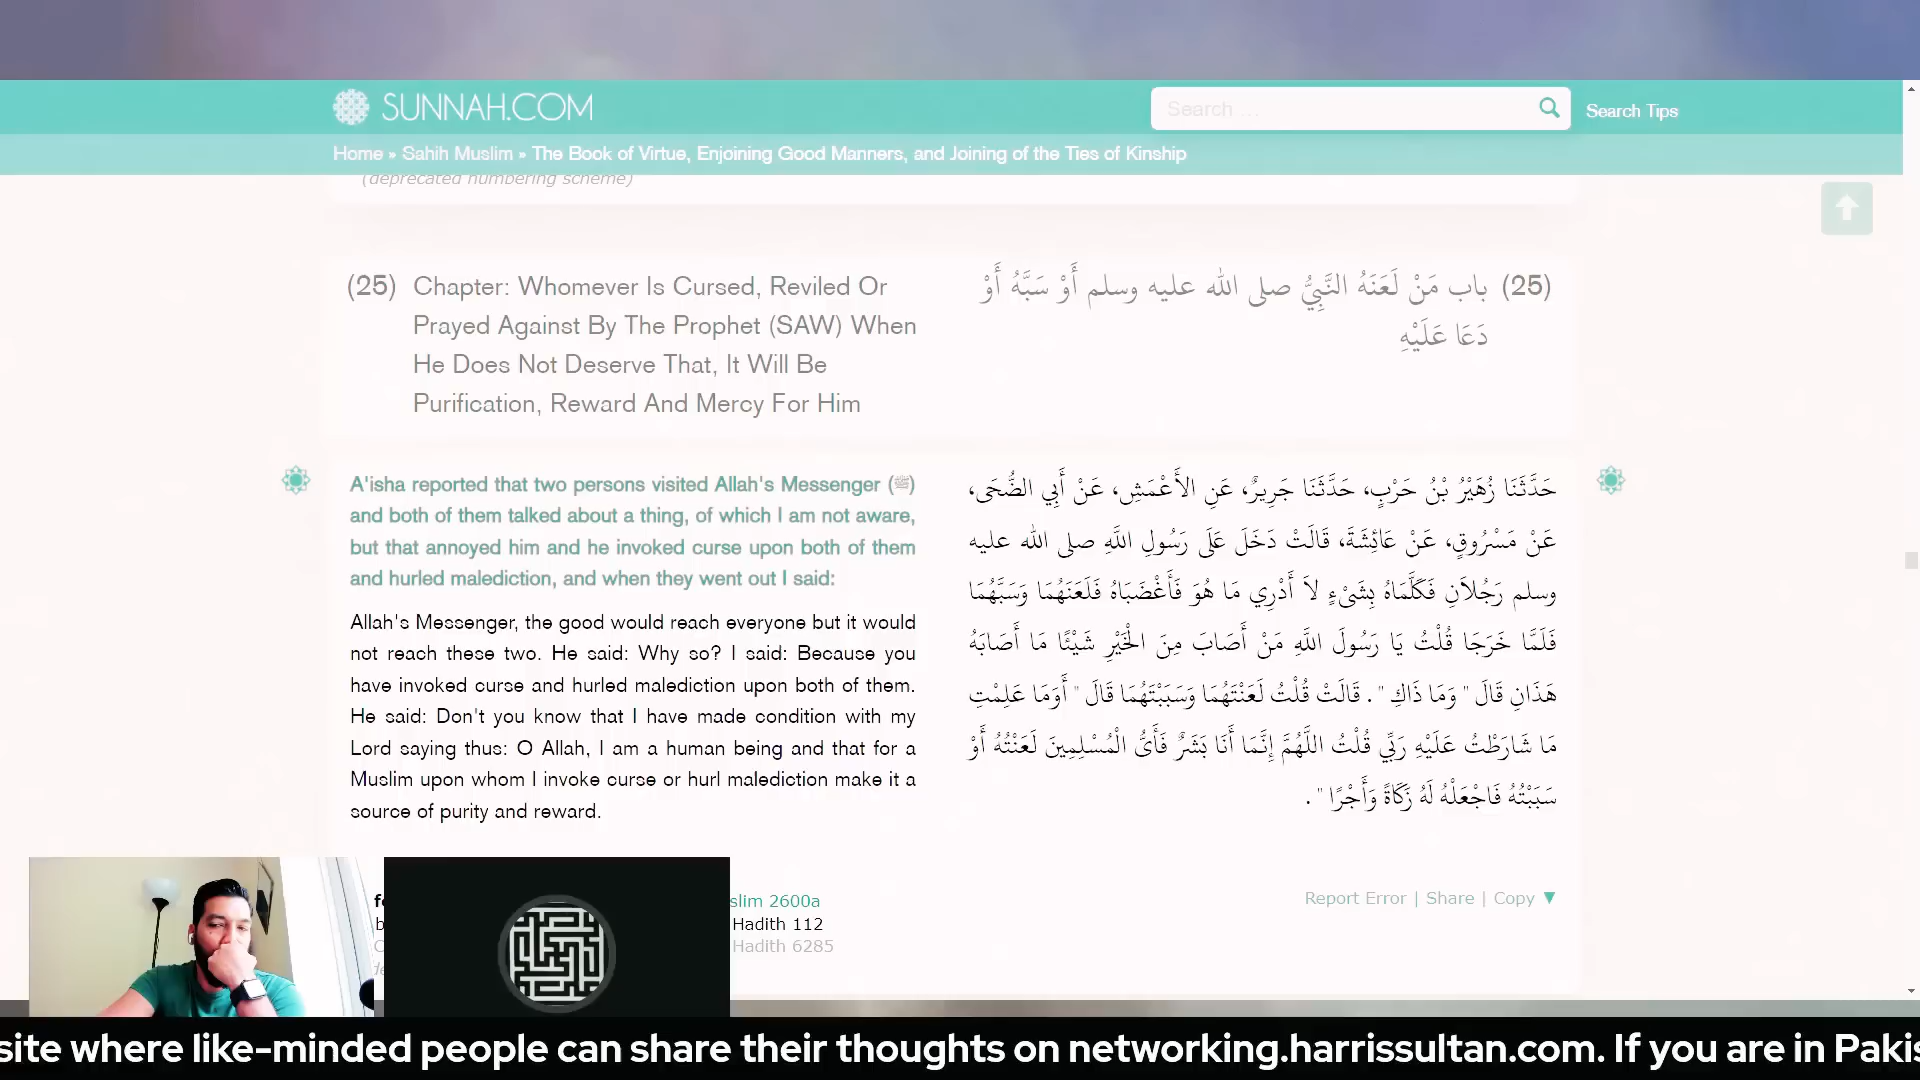 SUNNAH.COM
Search ...
Search Tips
Home » Sahih Muslim » The Book of Virtue, Enjoining Good Manners, and Joining of the Ties of Kinship
(deprecated numbering scheme)
(25) Chapter: Whomever Is Cursed, Reviled Or
Prayed Against By The Prophet (SAW) When
He Does Not Deserve That, It Will Be
Purification, Reward And Mercy For Him
(25) باب مَنْ لَعَنَهُ النَّبِيُّ صلى الله عليه وسلم أَوْ سَبَّهُ أَوْ
دَعَا عَلَيْهِ
A'isha reported that two persons visited Allah's Messenger (ﷺ)
and both of them talked about a thing, of which I am not aware,
but that annoyed him and he invoked curse upon both of them
and hurled malediction, and when they went out I said:
Allah's Messenger, the good would reach everyone but it would
not reach these two. He said: Why so? I said: Because you
have invoked curse and hurled malediction upon both of them.
He said: Don't you know that I have made condition with my
Lord saying thus: O Allah, I am a human being and that for a
Muslim upon whom I invoke curse or hurl malediction make it a
source of purity and reward.
حَدَّثَنَا زُهَيْرُ بْنُ حَرْبٍ، حَدَّثَنَا جَرِيرٌ، عَنِ الأَعْمَشِ، عَنْ أَبِي الضُّحَى،
عَنْ مَسْرُوقٍ، عَنْ عَائِشَةَ، قَالَتْ دَخَلَ عَلَى رَسُولِ اللَّهِ صلى الله عليه
وسلم رَجُلاَنِ فَكَلَّمَاهُ بِشَىْءٍ لاَ أَدْرِي مَا هُوَ فَأَغْضَبَاهُ فَلَعَنَهُمَا وَسَبَّهُمَا
فَلَمَّا خَرَجَا قُلْتُ يَا رَسُولَ اللَّهِ مَنْ أَصَابَ مِنَ الْخَيْرِ شَيْئًا مَا أَصَابَهُ
هَذَانِ قَالَ ‏"‏ وَمَا ذَاكِ ‏"‏ ‏.‏ قَالَتْ قُلْتُ لَعَنْتَهُمَا وَسَبَبْتَهُمَا قَالَ ‏"‏ أَوَمَا عَلِمْتِ
مَا شَارَطْتُ عَلَيْهِ رَبِّي قُلْتُ اللَّهُمَّ إِنَّمَا أَنَا بَشَرٌ فَأَىُّ الْمُسْلِمِينَ لَعَنْتُهُ أَوْ
سَبَبْتُهُ فَاجْعَلْهُ لَهُ زَكَاةً وَأَجْرًا ‏"‏ ‏.‏
slim 2600a
Hadith 112
Hadith 6285
Report Error | Share | Copy ▼
site where like-minded people can share their thoughts on networking.harrissultan.com. If you are in Pakis